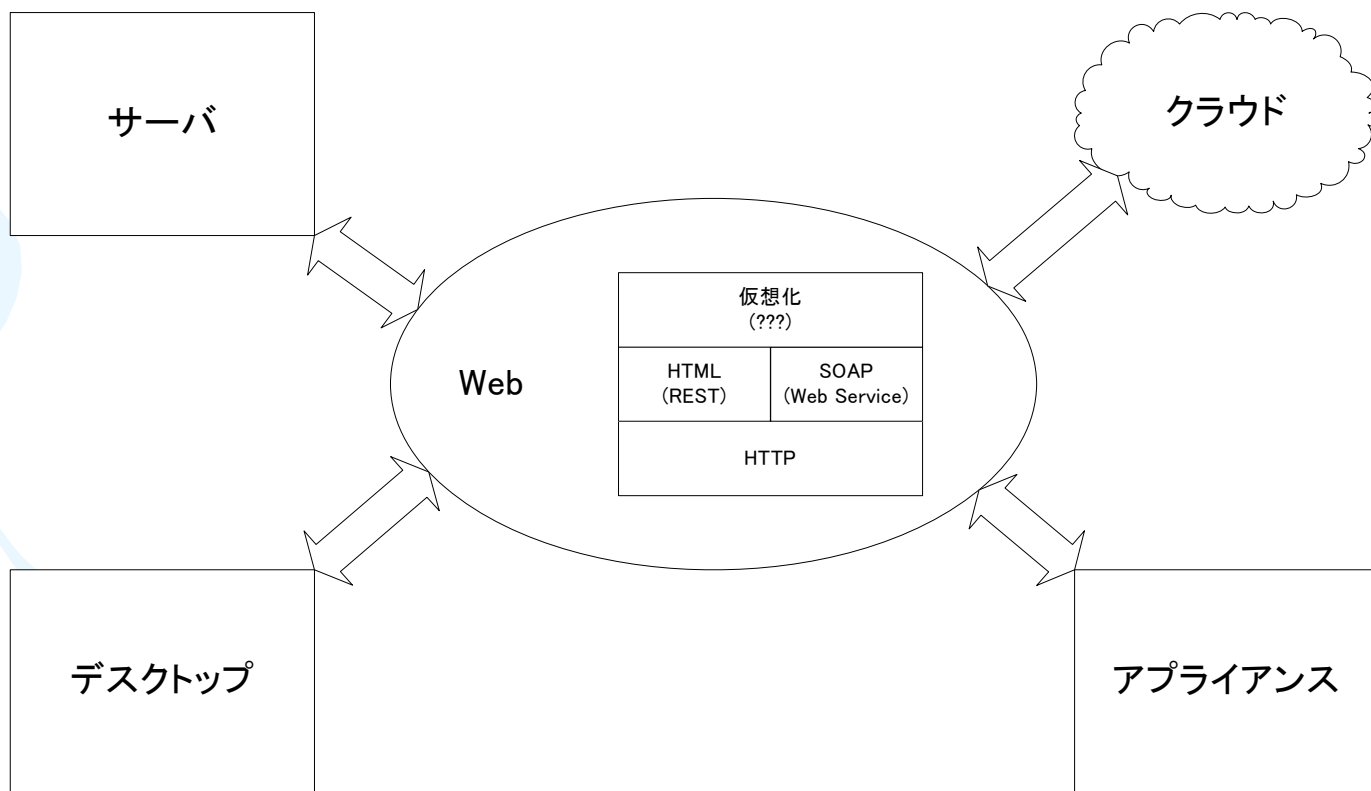 サーバ
クラウド
Web
仮想化
(???)
HTML
(REST)
SOAP
(Web Service)
HTTP
デスクトップ
アプライアンス